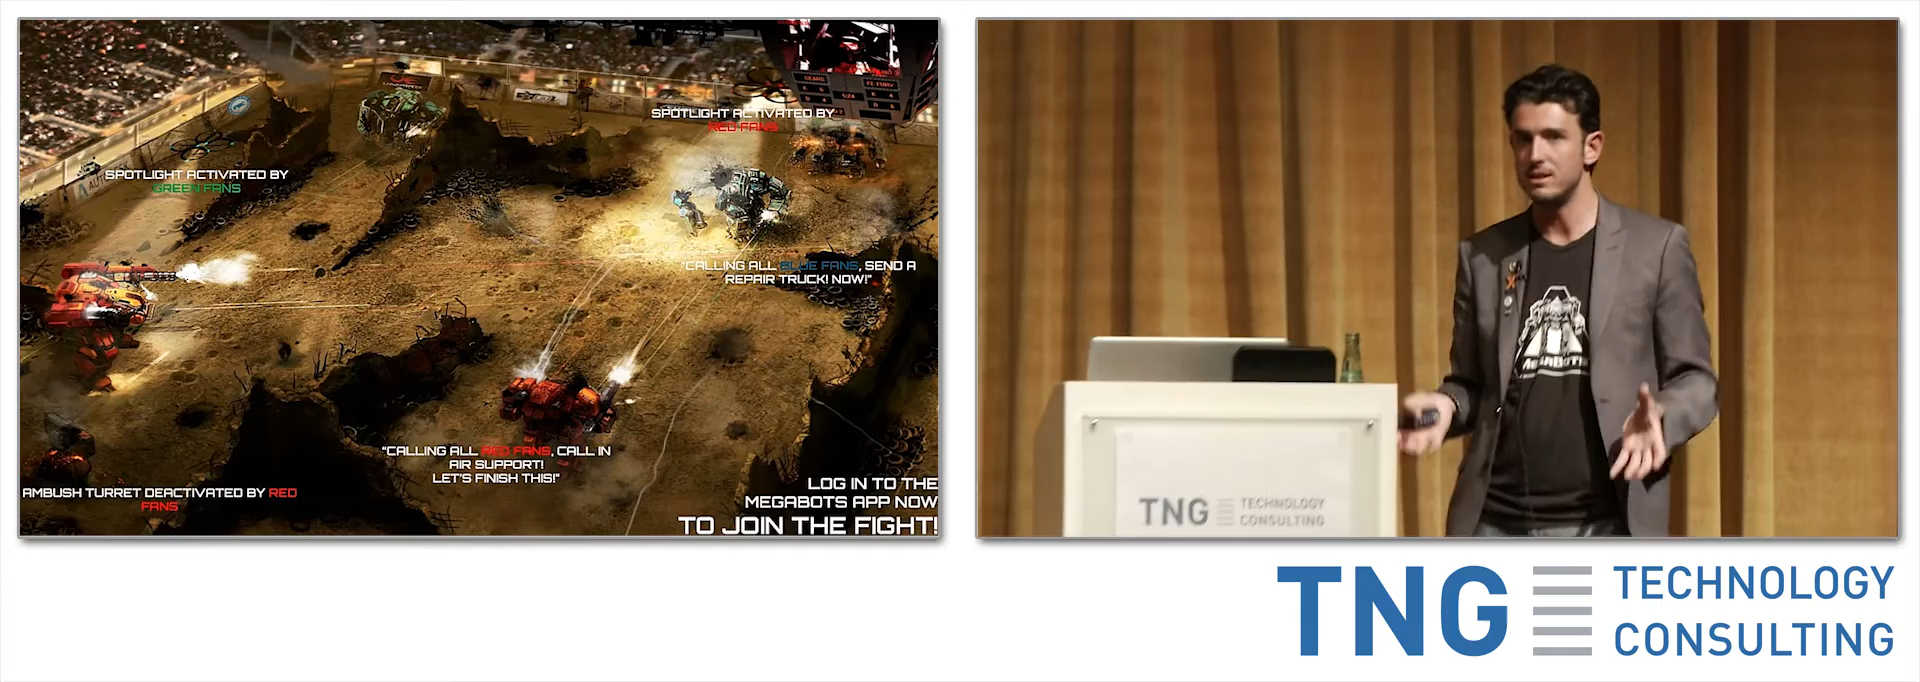 SPOTLIGHT ACTIVATED BY
RED FANS
SPOTLIGHT ACTIVATED BY
GREEN FANS
"CALLING ALL BLUE FANS, SEND A
REPAIR TRUCK! NOW!"
"CALLING ALL RED FANS, CALL IN
AIR SUPPORT!
LET'S FINISH THIS!"
AMBUSH TURRET DEACTIVATED BY RED
FANS
LOG IN TO THE
MEGABOTS APP NOW
TO JOIN THE FIGHT!
MEGABOTS
TNG TECHNOLOGY
CONSULTING
TNG TECHNOLOGY
CONSULTING